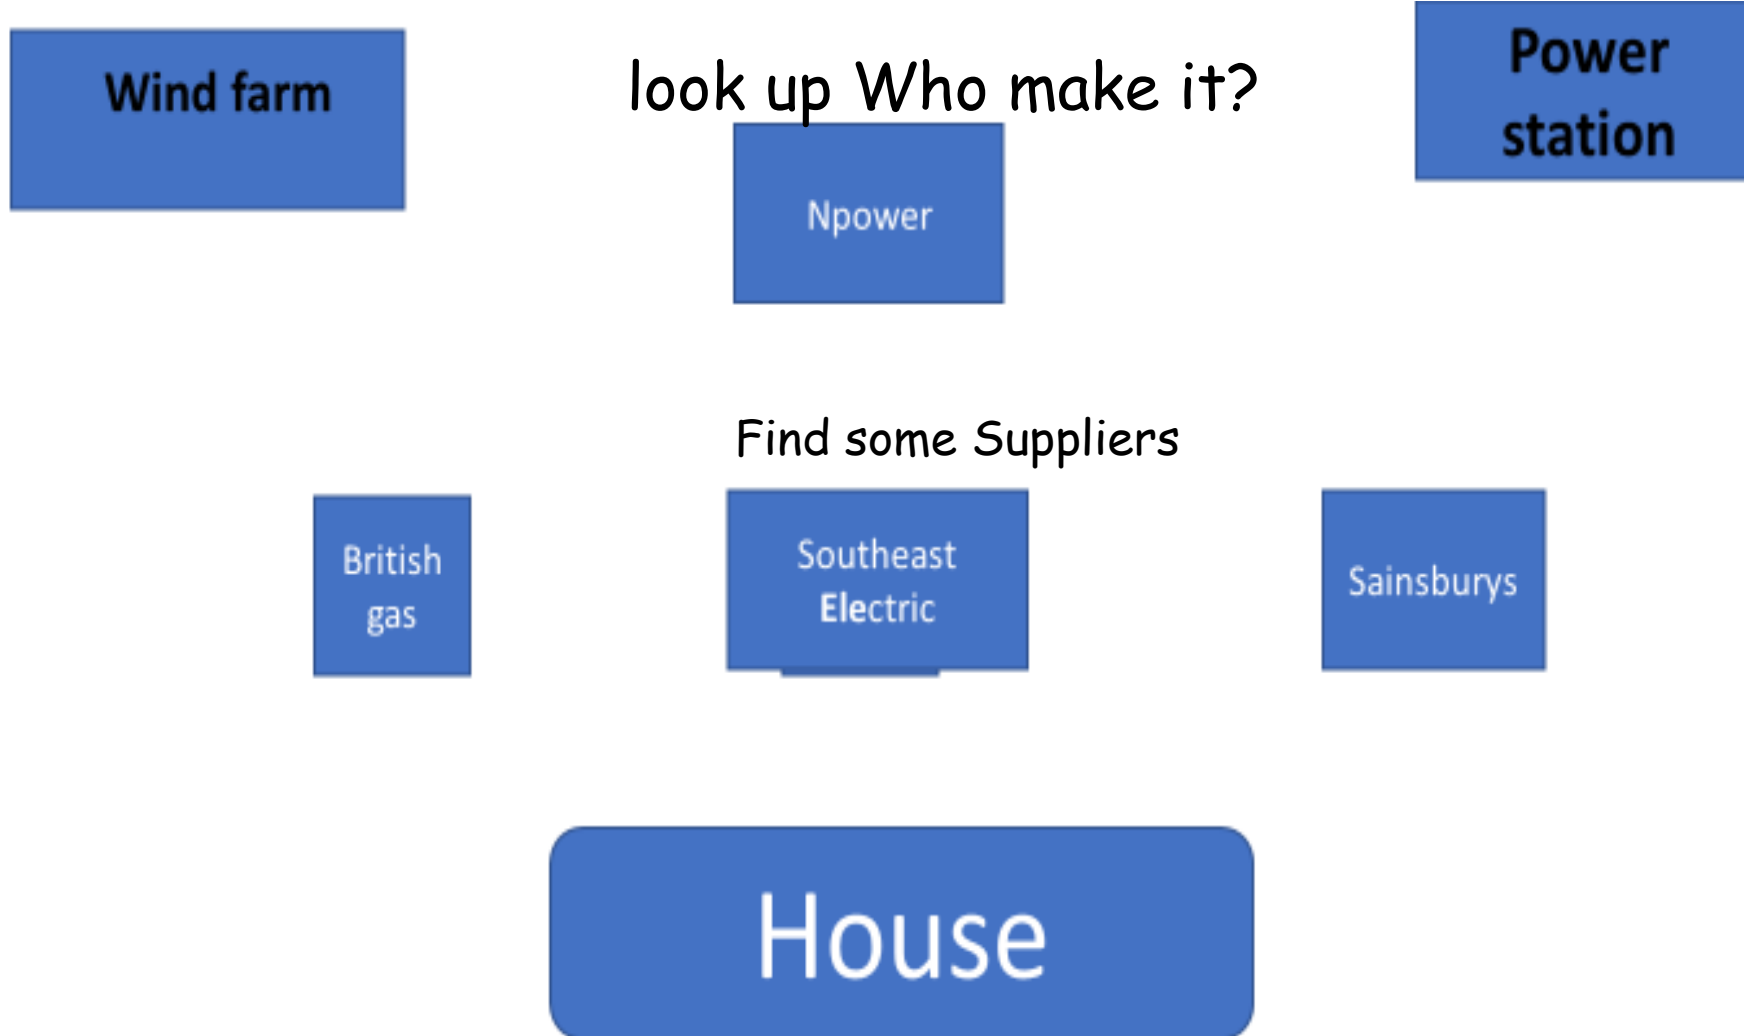 Wind farm
look up Who make it?
Power
station
Npower
Find some Suppliers
British
gas
Southeast
Electric
Sainsburys
House